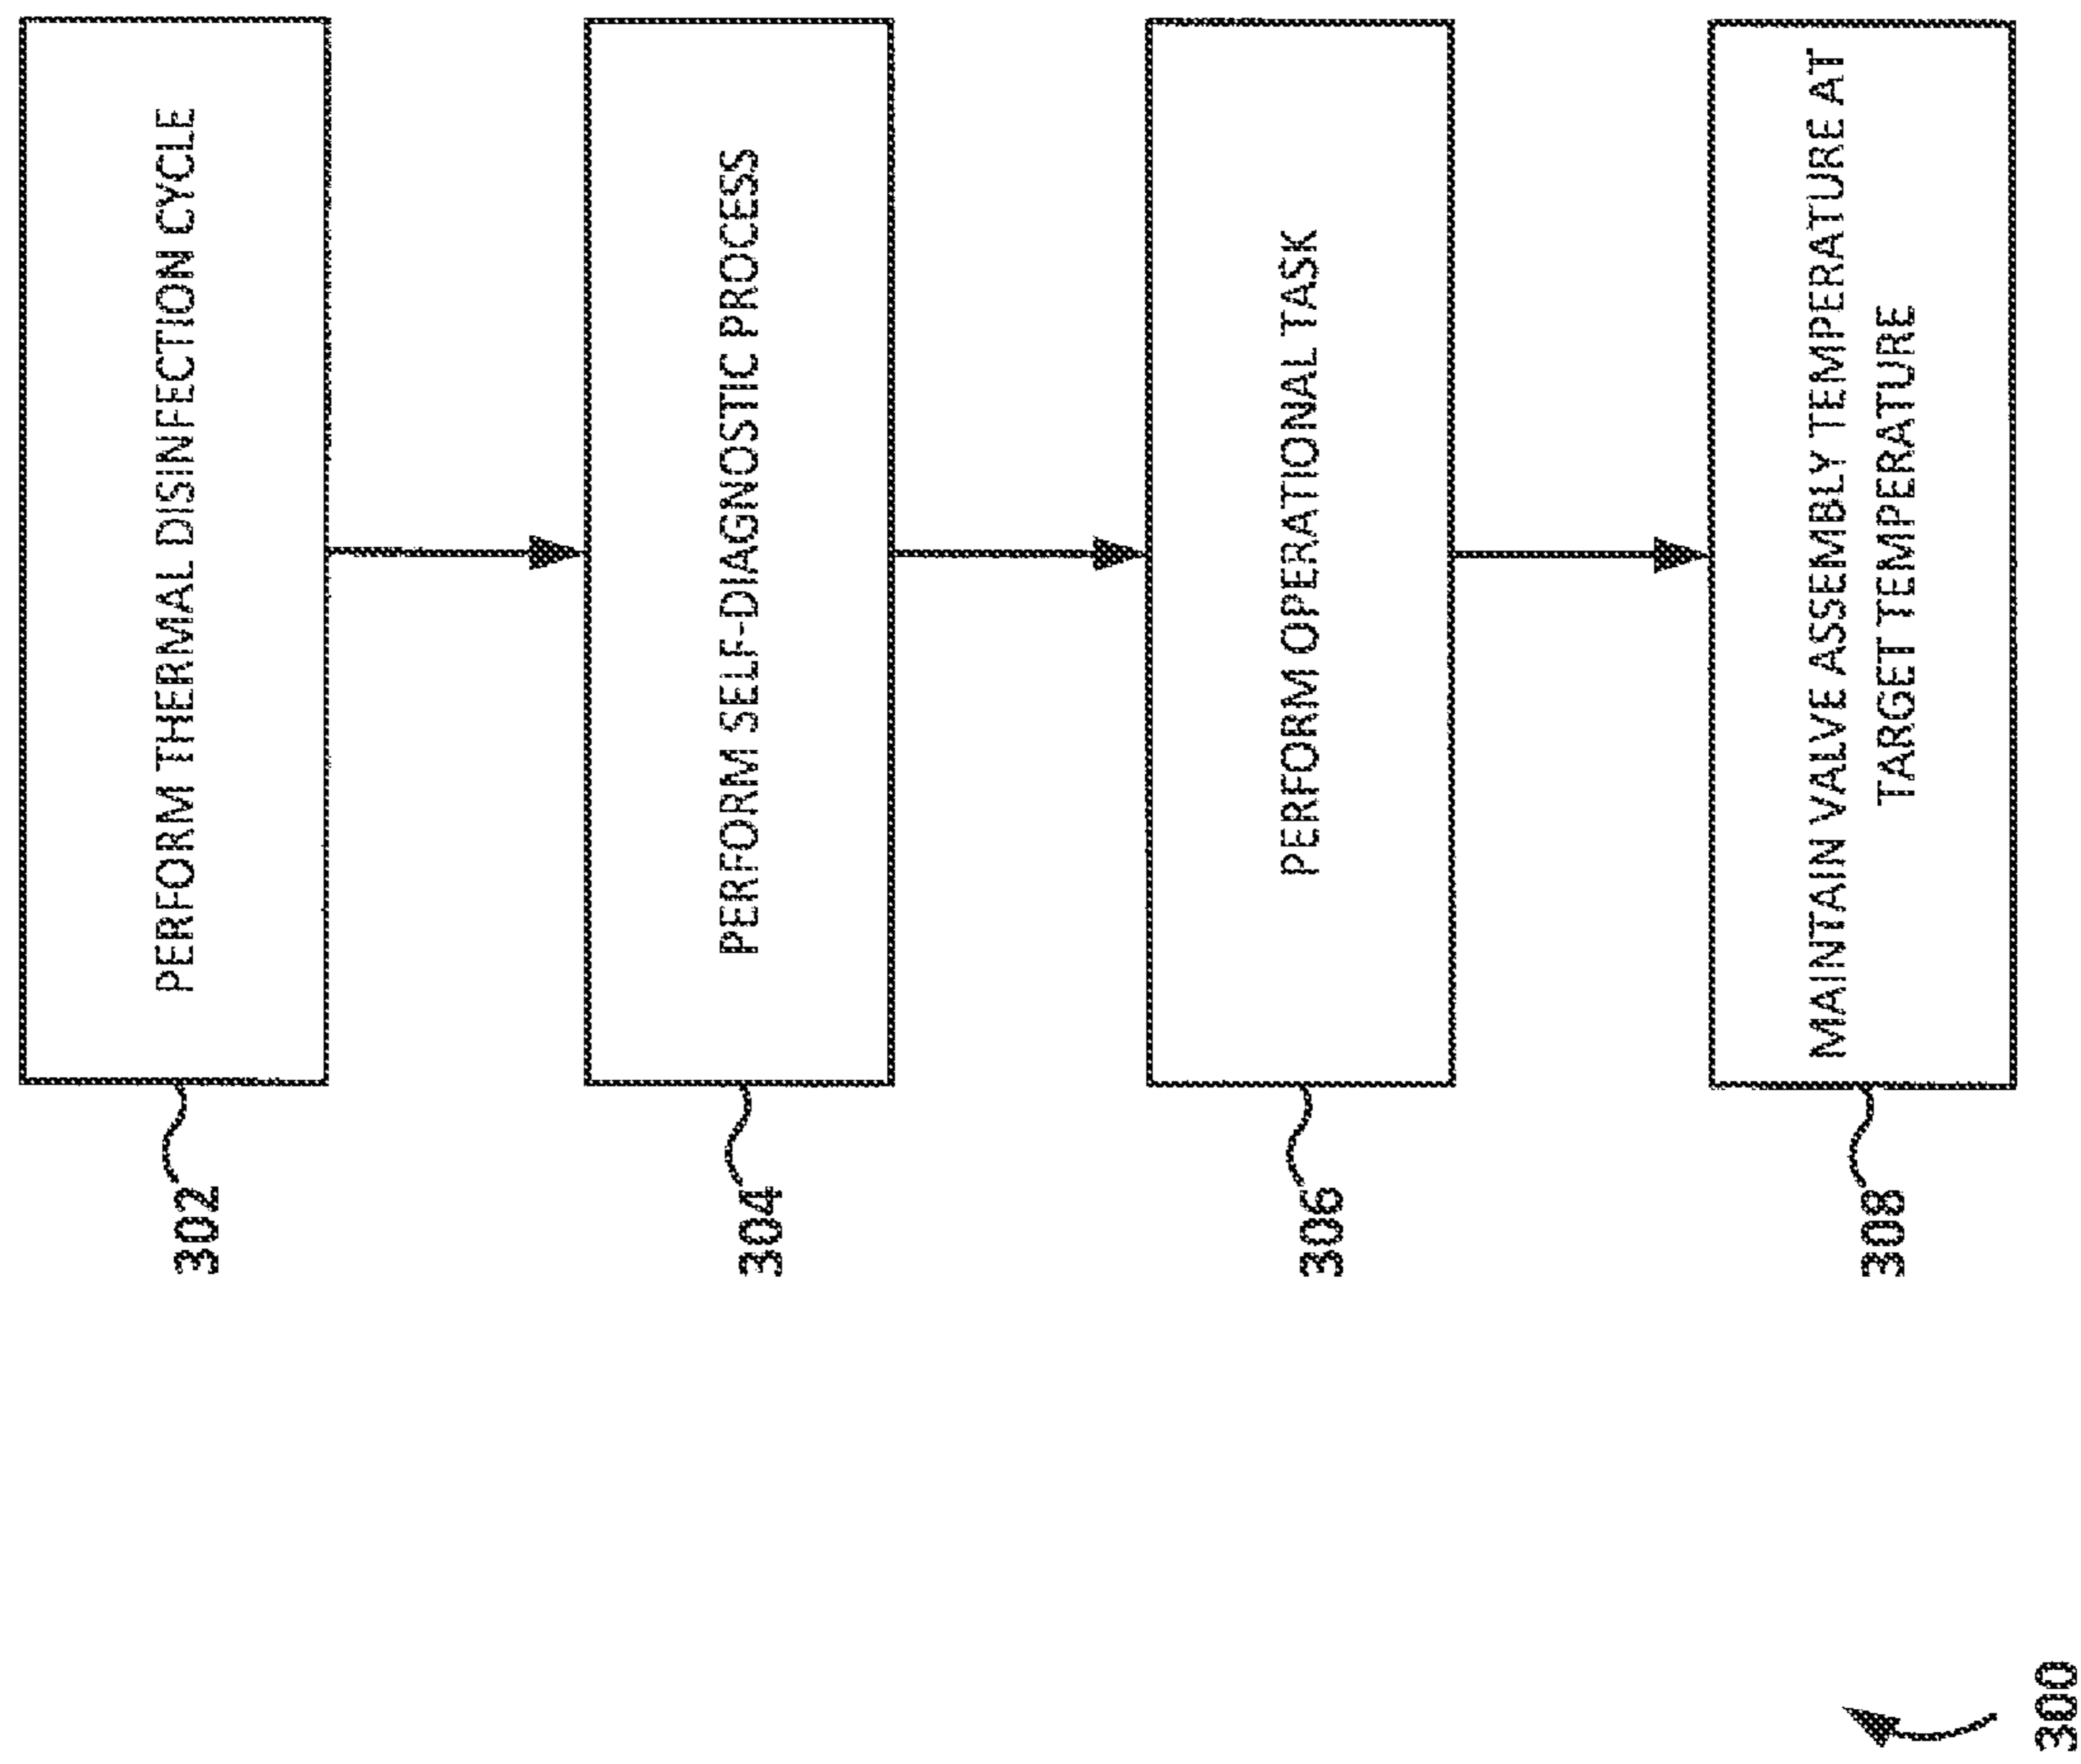 302
PERFORM THERMAL DISINFECTION CYCLE
304
PERFORM SELF-DIAGNOSTIC PROCESS
306
PERFORM OPERATIONAL TASK
308
MAINTAIN VALVE ASSEMBLY TEMPERATURE AT
TARGET TEMPERATURE
300